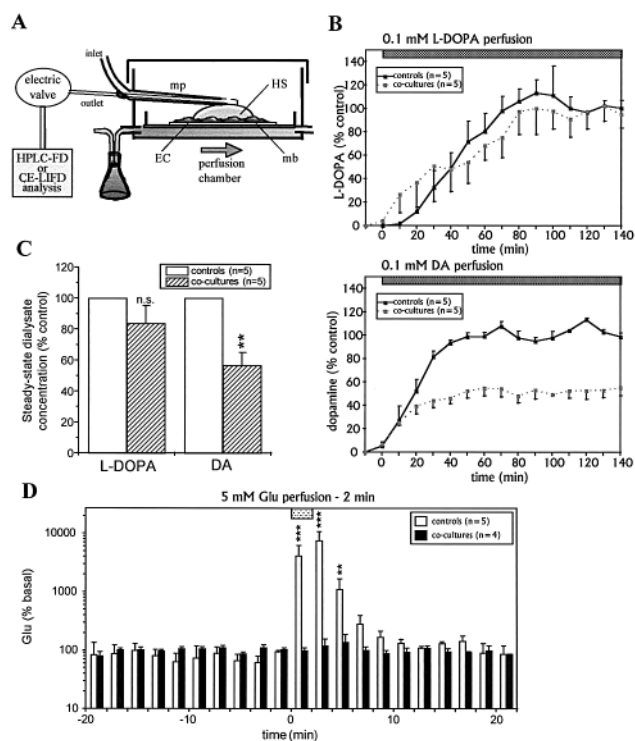 A
inlet
mp
HS
electric
valve
outlet
EC
mb
HPLC-FD
or
CE-LIFD
analysis
perfusion
chamber
B
0.1 mM L-DOPA perfusion
controls (n=5)
co-cultures (n=5)
L-DOPA (% control)
120
100
80
60
40
20
0
0 20 40 60 80 100 120 140
time (min)
0.1 mM DA perfusion
controls (n=5)
co-cultures (n=5)
dopamine (% control)
140
120
100
80
60
40
20
0
0 20 40 60 80 100 120 140
time (min)
C
controls (n=5)
co-cultures (n=5)
Steady-state dialysate
concentration (% control)
120
100
80
60
40
20
0
n.s.
**
L-DOPA DA
D
5 mM Glu perfusion - 2 min
controls (n=5)
co-cultures (n=4)
Glu (% basal)
10000
1000
100
10
***
***
**
-20 -10 0 10 20
time (min)